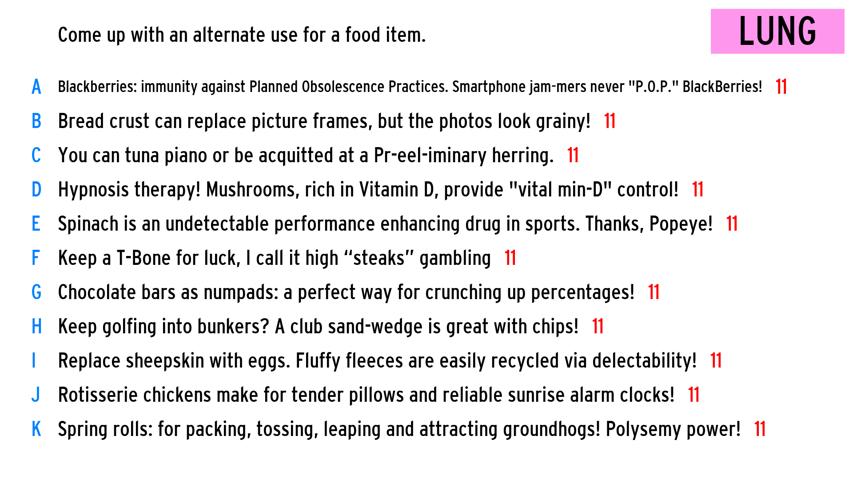 Come up with an alternate use for a food item.
LUNG
A Blackberries: immunity against Planned Obsolescence Practices. Smartphone jam-mers never "P.O.P." BlackBerries! 11
B Bread crust can replace picture frames, but the photos look grainy! 11
C You can tuna piano or be acquitted at a Pr-eel-iminary herring. 11
D Hypnosis therapy! Mushrooms, rich in Vitamin D, provide "vital min-D" control! 11
E Spinach is an undetectable performance enhancing drug in sports. Thanks, Popeye! 11
F Keep a T-Bone for luck, I call it high “steaks” gambling 11
G Chocolate bars as numpads: a perfect way for crunching up percentages! 11
H Keep golfing into bunkers? A club sand-wedge is great with chips! 11
I Replace sheepskin with eggs. Fluffy fleeces are easily recycled via delectability! 11
J Rotisserie chickens make for tender pillows and reliable sunrise alarm clocks! 11
K Spring rolls: for packing, tossing, leaping and attracting groundhogs! Polysemy power! 11